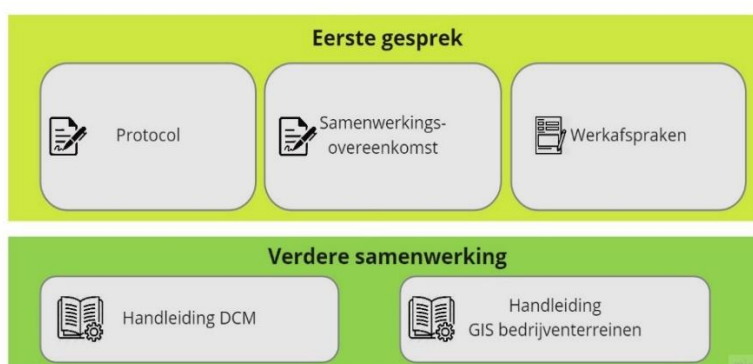 Eerste gesprek
Protocol
Samenwerkings-
overeenkomst
Werkafspraken
Verdere samenwerking
Handleiding DCM
Handleiding
GIS bedrijventerreinen